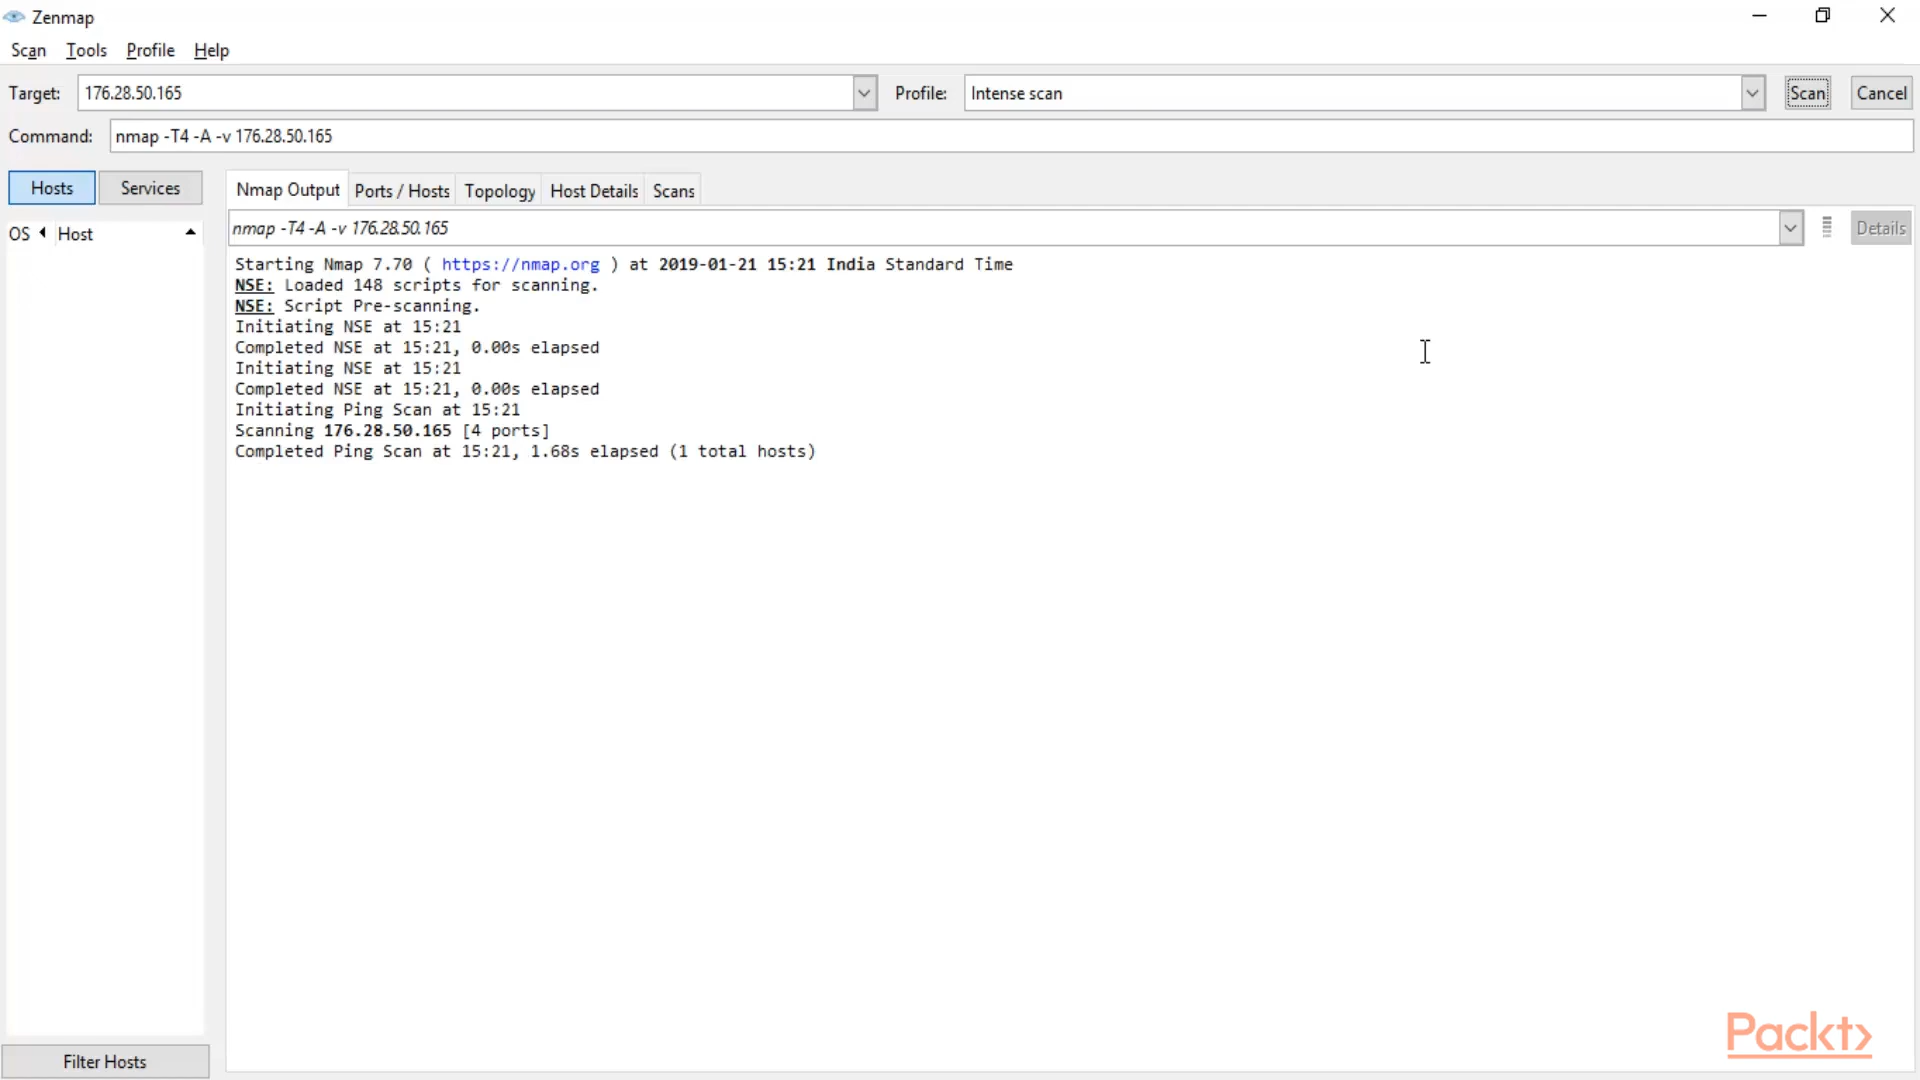 Zenmap
Scan Tools Profile Help
Target: 176.28.50.165 Profile: Intense scan Scan Cancel
Command: nmap -T4 -A -v 176.28.50.165
Hosts Services
Nmap Output Ports / Hosts Topology Host Details Scans
OS Host
nmap -T4 -A -v 176.28.50.165 Details
Starting Nmap 7.70 ( https://nmap.org ) at 2019-01-21 15:21 India Standard Time
NSE: Loaded 148 scripts for scanning.
NSE: Script Pre-scanning.
Initiating NSE at 15:21
Completed NSE at 15:21, 0.00s elapsed
Initiating NSE at 15:21
Completed NSE at 15:21, 0.00s elapsed
Initiating Ping Scan at 15:21
Scanning 176.28.50.165 [4 ports]
Completed Ping Scan at 15:21, 1.68s elapsed (1 total hosts)
Filter Hosts
Packt>